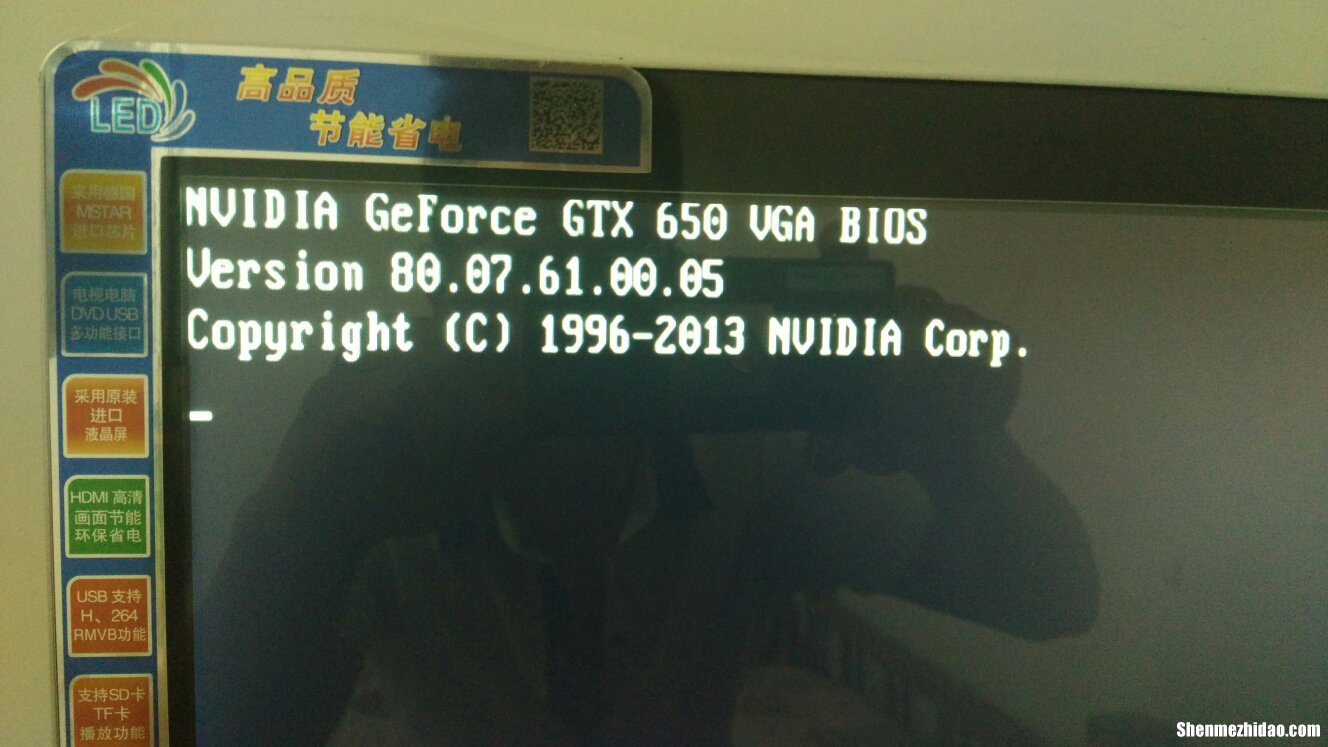 LED
高品质
节能省电
采用德国
MSTAR
进口芯片
电视电脑
DVD USB
多功能接口
采用原装
进口
液晶屏
HDMI 高清
画面节能
环保省电
USB 支持
H、264
RMVB功能
支持SD卡
TF卡
播放功能
NVIDIA GeForce GTX 650 VGA BIOS
Version 80.07.61.00.05
Copyright (C) 1996-2013 NVIDIA Corp.
Shenmezhidao.com